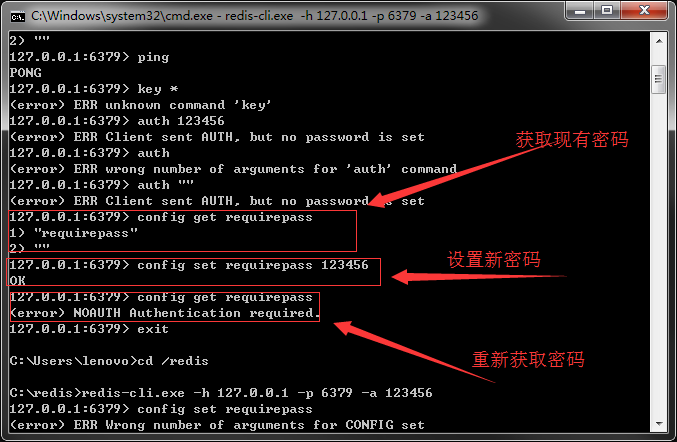 C:\Windows\system32\cmd.exe - redis-cli.exe -h 127.0.0.1 -p 6379 -a 123456
2) ""
127.0.0.1:6379> ping
PONG
127.0.0.1:6379> key *
(error) ERR unknown command 'key'
127.0.0.1:6379> auth 123456
(error) ERR Client sent AUTH, but no password is set
获取现有密码
127.0.0.1:6379> auth
(error) ERR wrong number of arguments for 'auth' command
127.0.0.1:6379> auth ""
(error) ERR Client sent AUTH, but no password is set
127.0.0.1:6379> config get requirepass
1) "requirepass"
2) ""
设置新密码
127.0.0.1:6379> config set requirepass 123456
OK
127.0.0.1:6379> config get requirepass
(error) NOAUTH Authentication required.
127.0.0.1:6379> exit
重新获取密码
C:\Users\lenovo>cd /redis
C:\redis>redis-cli.exe -h 127.0.0.1 -p 6379 -a 123456
127.0.0.1:6379> config set requirepass
(error) ERR Wrong number of arguments for CONFIG set